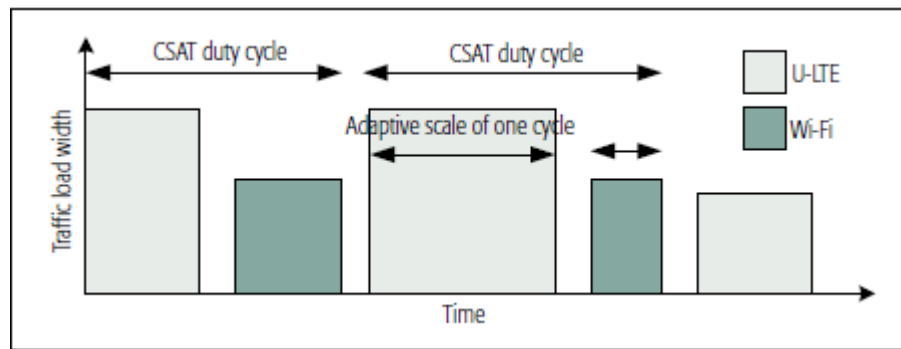 CSAT duty cycle
CSAT duty cycle
U-LTE
Wi-Fi
Adaptive scale of one cycle
Traffic load width
Time